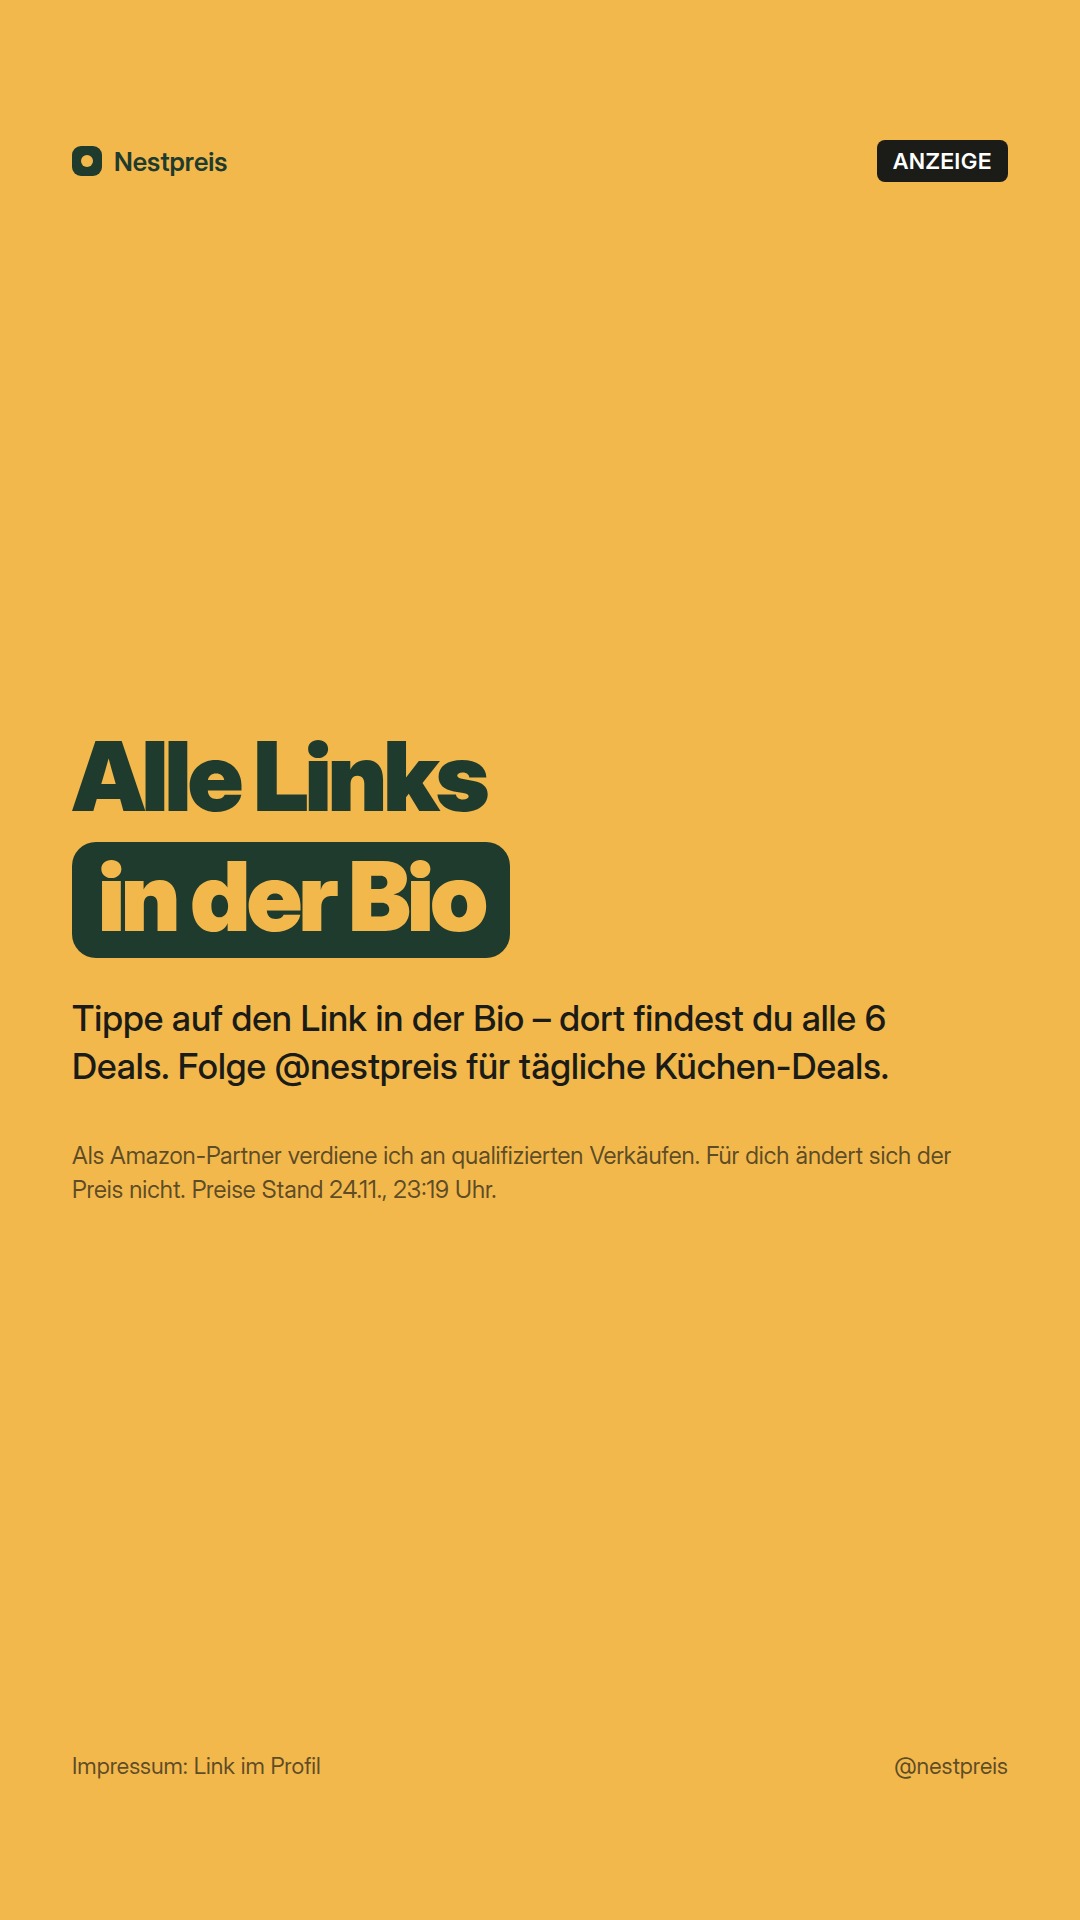 Nestpreis
ANZEIGE
Alle Links
in der Bio
Tippe auf den Link in der Bio – dort findest du alle 6
Deals. Folge @nestpreis für tägliche Küchen-Deals.
Als Amazon-Partner verdiene ich an qualifizierten Verkäufen. Für dich ändert sich der
Preis nicht. Preise Stand 24.11., 23:19 Uhr.
Impressum: Link im Profil
@nestpreis